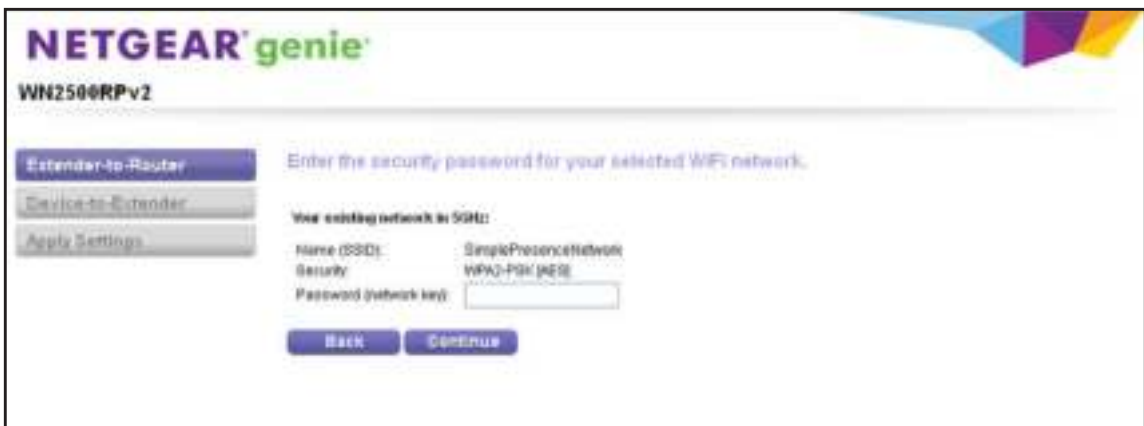 NETGEAR genie
WN2500RPv2
Extender-to-Router
Device-to-Extender
Apply Settings
Enter the security password for your selected WiFi network.
Your existing network in 5GHz:
Name (SSID): SimplePresenceNetwork
Security: WPA2-PSK [AES]
Password (network key):
Back Continue